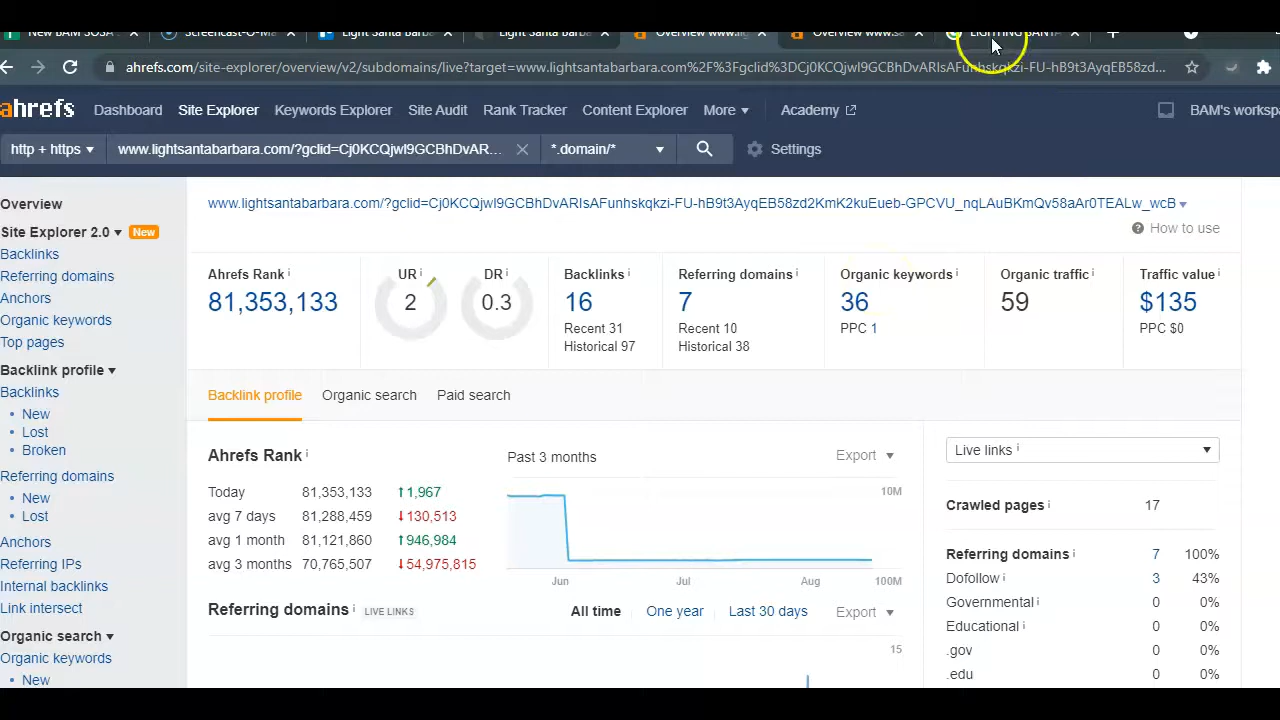 New BAM SOSA
Screencast-O-Ma
Light Santa Barba
Light Santa Barb
Overview www.lig
Overview www.sa
LIGHTING SANTA
ahrefs.com/site-explorer/overview/v2/subdomains/live?target=www.lightsantabarbara.com%2F%3Fgclid%3DCj0KCQjwl9GCBhDvARIsAFunhskqkzi-FU-hB9t3AyqEB58zd...
ahrefs Dashboard Site Explorer Keywords Explorer Site Audit Rank Tracker Content Explorer More Academy BAM's workspa
http + https www.lightsantabarbara.com/?gclid=Cj0KCQjwl9GCBhDvAR... *.domain/* Settings
Overview
Site Explorer 2.0 New
Backlinks
Referring domains
Anchors
Organic keywords
Top pages
Backlink profile
Backlinks
• New
• Lost
• Broken
Referring domains
• New
• Lost
Anchors
Referring IPs
Internal backlinks
Link intersect
Organic search
Organic keywords
• New
www.lightsantabarbara.com/?gclid=Cj0KCQjwl9GCBhDvARIsAFunhskqkzi-FU-hB9t3AyqEB58zd2KmK2kuEueb-GPCVU_nqLAuBKmQv58aAr0TEALw_wcB
How to use
Ahrefs Rank
81,353,133
UR
2
DR
0.3
Backlinks
16
Recent 31
Historical 97
Referring domains
7
Recent 10
Historical 38
Organic keywords
36
PPC 1
Organic traffic
59
Traffic value
$135
PPC $0
Backlink profile Organic search Paid search
Ahrefs Rank
Today 81,353,133 ↑1,967
avg 7 days 81,288,459 ↓130,513
avg 1 month 81,121,860 ↑946,984
avg 3 months 70,765,507 ↓54,975,815
Past 3 months Export
10M
Jun Jul Aug 100M
Referring domains LIVE LINKS All time One year Last 30 days Export
15
Live links
Crawled pages 17
Referring domains 7 100%
Dofollow 3 43%
Governmental 0 0%
Educational 0 0%
.gov 0 0%
.edu 0 0%